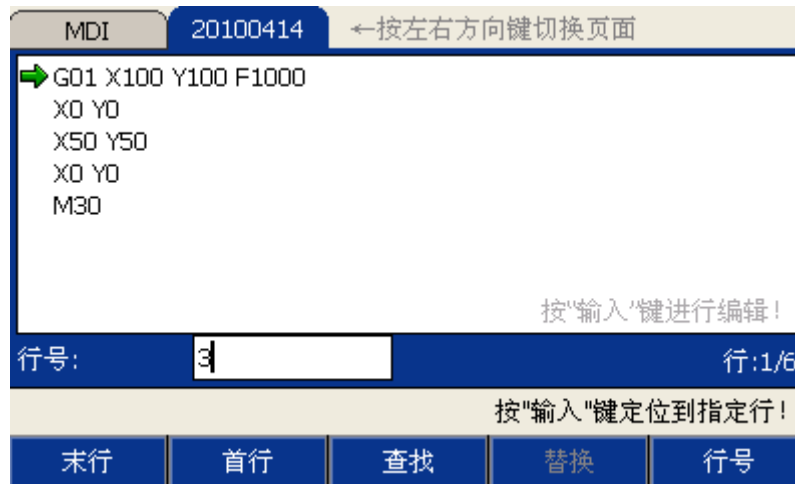 MDI 20100414 ←按左右方向键切换页面
G01 X100 Y100 F1000
X0 Y0
X50 Y50
X0 Y0
M30
按"输入"键进行编辑!
行号: 3 行:1/6
按"输入"键定位到指定行!
末行 首行 查找 替换 行号